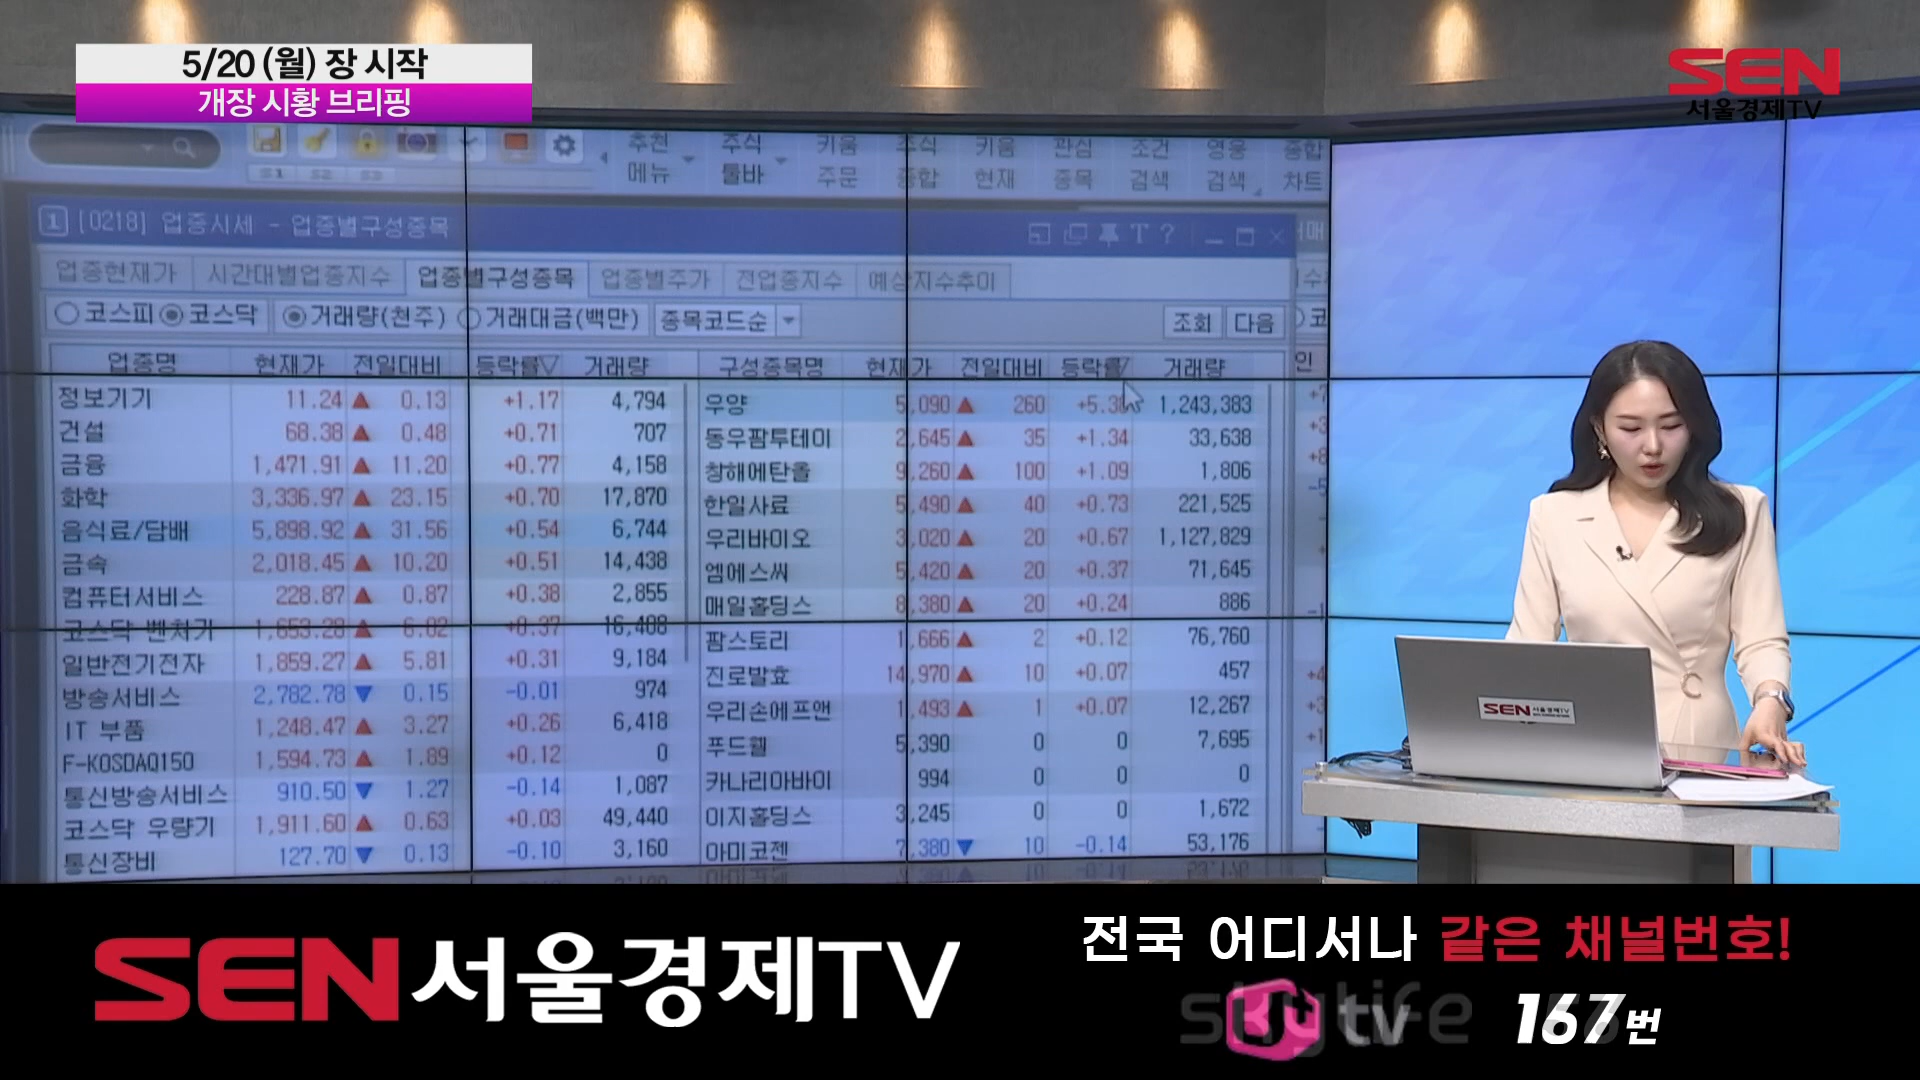 5/20 (월) 장 시작
개장 시황 브리핑
SEN
서울경제TV
추천 주식 키움 주식 키움 관심 조건 영웅 종합
메뉴 툴바 주문 종합 현재 종목 검색 검색 차트
1 [0218] 업종시세 - 업종별구성종목
업종현재가 시간대별업종지수 업종별구성종목 업종별주가 전업종지수 예상지수추이
코스피 코스닥 거래량(천주) 거래대금(백만) 종목코드순 조회 다음
업종명 현재가 전일대비 등락률▽ 거래량 구성종목명 현재가 전일대비 등락률▽ 거래량
정보기기 11.24 ▲ 0.13 +1.17 4,794 우양 5,090 ▲ 260 1,243,383
건설 68.38 ▲ 0.48 +0.71 707 동우팜투테이 2,645 ▲ 35 +1.34 33,638
금융 1,471.91 ▲ 11.20 +0.77 4,158 창해에탄올 9,260 ▲ 100 +1.09 1,806
화학 3,336.97 ▲ 23.15 +0.70 17,870 한일사료 5,490 ▲ 40 +0.73 221,525
음식료/담배 5,898.92 ▲ 31.56 +0.54 6,744 우리바이오 3,020 ▲ 20 +0.67 1,127,829
금속 2,018.45 ▲ 10.20 +0.51 14,438 엠에스씨 5,420 ▲ 20 +0.37 71,645
컴퓨터서비스 228.87 ▲ 0.87 +0.38 2,855 매일홀딩스 8,380 ▲ 20 +0.24 886
코스닥 벤처기 1,653.28 ▲ 6.02 +0.37 16,408 팜스토리 1,666 ▲ 2 +0.12 76,760
일반전기전자 1,859.27 ▲ 5.81 +0.31 9,184 진로발효 14,970 ▲ 10 +0.07 457
방송서비스 2,782.78 ▼ 0.15 -0.01 974 우리손에프앤 1,493 ▲ 1 +0.07 12,267
IT 부품 1,248.47 ▲ 3.27 +0.26 6,418 푸드웰 5,390 0 0 7,695
F-KOSDAQ150 1,594.73 ▲ 1.89 +0.12 0 카나리아바이 994 0 0 0
통신방송서비스 910.50 ▼ 1.27 -0.14 1,087 이지홀딩스 3,245 0 0 1,672
코스닥 우량기 1,911.60 ▲ 0.63 +0.03 49,440 아미코젠 7,380 ▼ 10 -0.14 53,176
통신장비 127.70 ▼ 0.13 -0.10 3,160
SEN 서울경제TV
SEN서울경제TV
전국 어디서나 같은 채널번호!
tv 167번